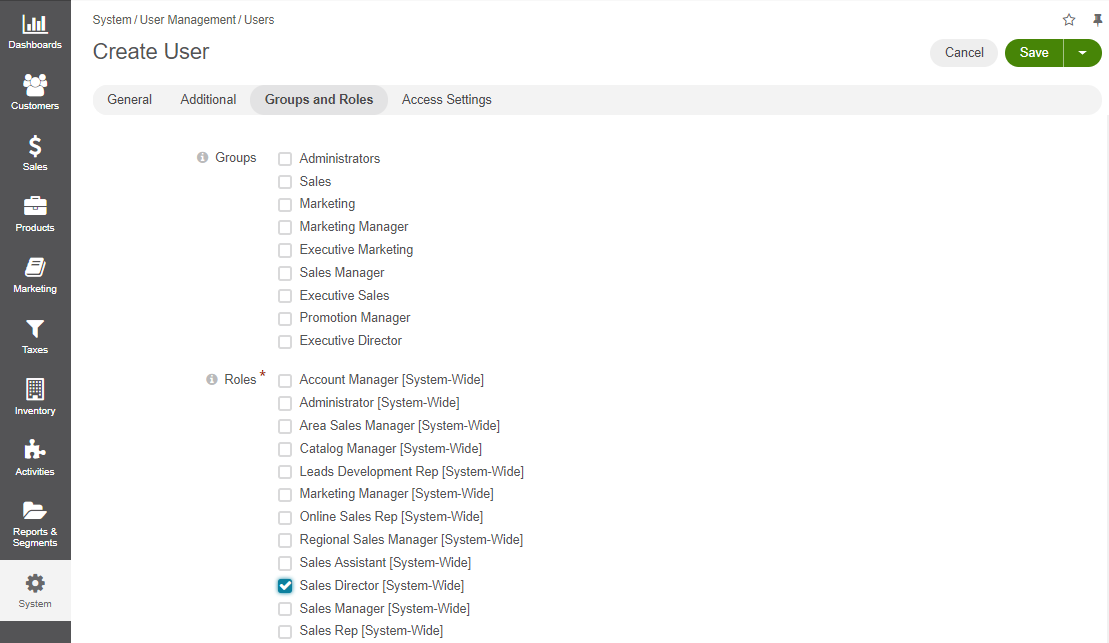 Dashboards
Customers
Sales
Products
Marketing
Taxes
Inventory
Activities
Reports &
Segments
System
System / User Management / Users
Create User
Cancel
Save
General
Additional
Groups and Roles
Access Settings
Groups
Administrators
Sales
Marketing
Marketing Manager
Executive Marketing
Sales Manager
Executive Sales
Promotion Manager
Executive Director
Roles *
Account Manager [System-Wide]
Administrator [System-Wide]
Area Sales Manager [System-Wide]
Catalog Manager [System-Wide]
Leads Development Rep [System-Wide]
Marketing Manager [System-Wide]
Online Sales Rep [System-Wide]
Regional Sales Manager [System-Wide]
Sales Assistant [System-Wide]
Sales Director [System-Wide]
Sales Manager [System-Wide]
Sales Rep [System-Wide]